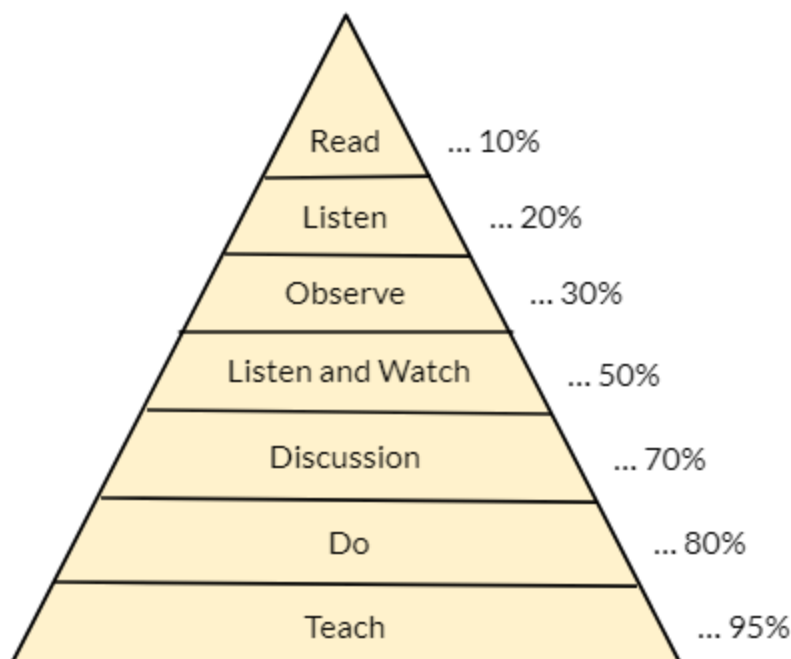 Read ... 10%
Listen ... 20%
Observe ... 30%
Listen and Watch ... 50%
Discussion ... 70%
Do ... 80%
Teach ... 95%